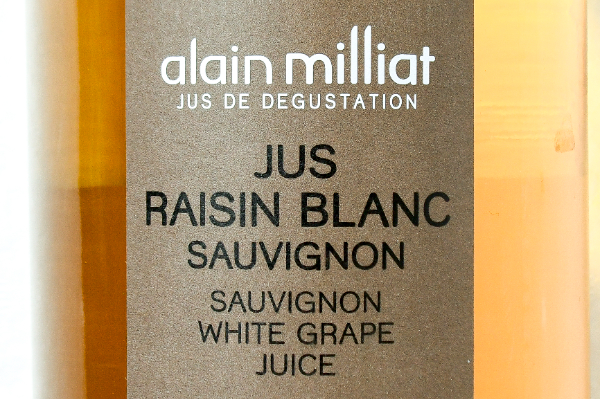 alain milliat
JUS DE DEGUSTATION
JUS
RAISIN BLANC
SAUVIGNON
SAUVIGNON
WHITE GRAPE
JUICE